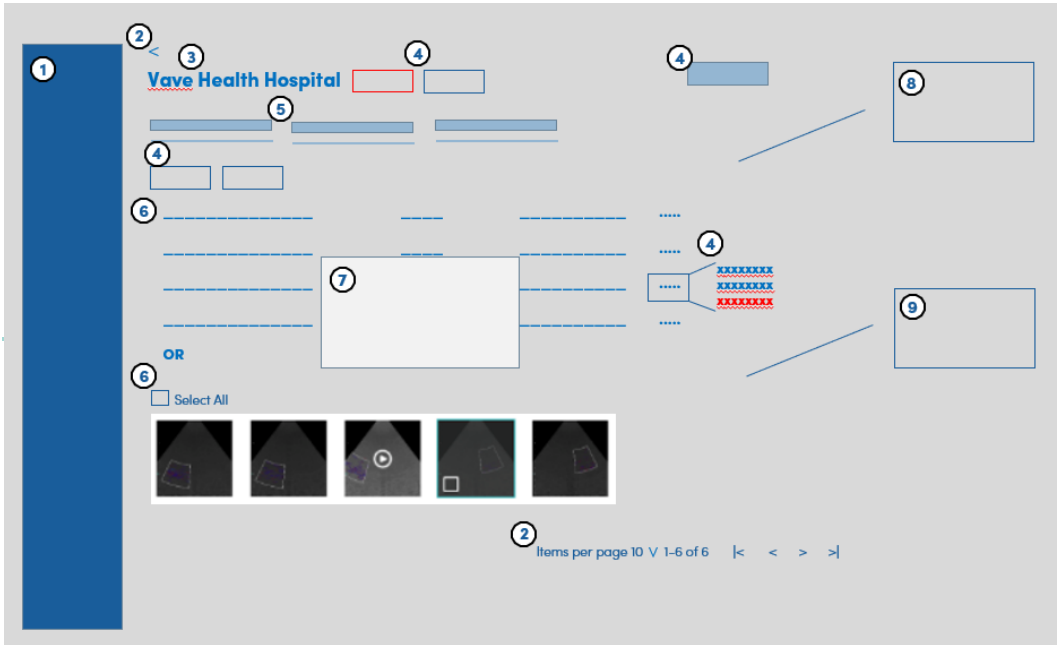 1
2
<
3
4
4
Vave Health Hospital
8
5
4
6
4
7
xxxxxxxx
xxxxxxxx
xxxxxxxx
9
OR
6
Select All
2
Items per page 10 V 1-6 of 6 |< < > >|